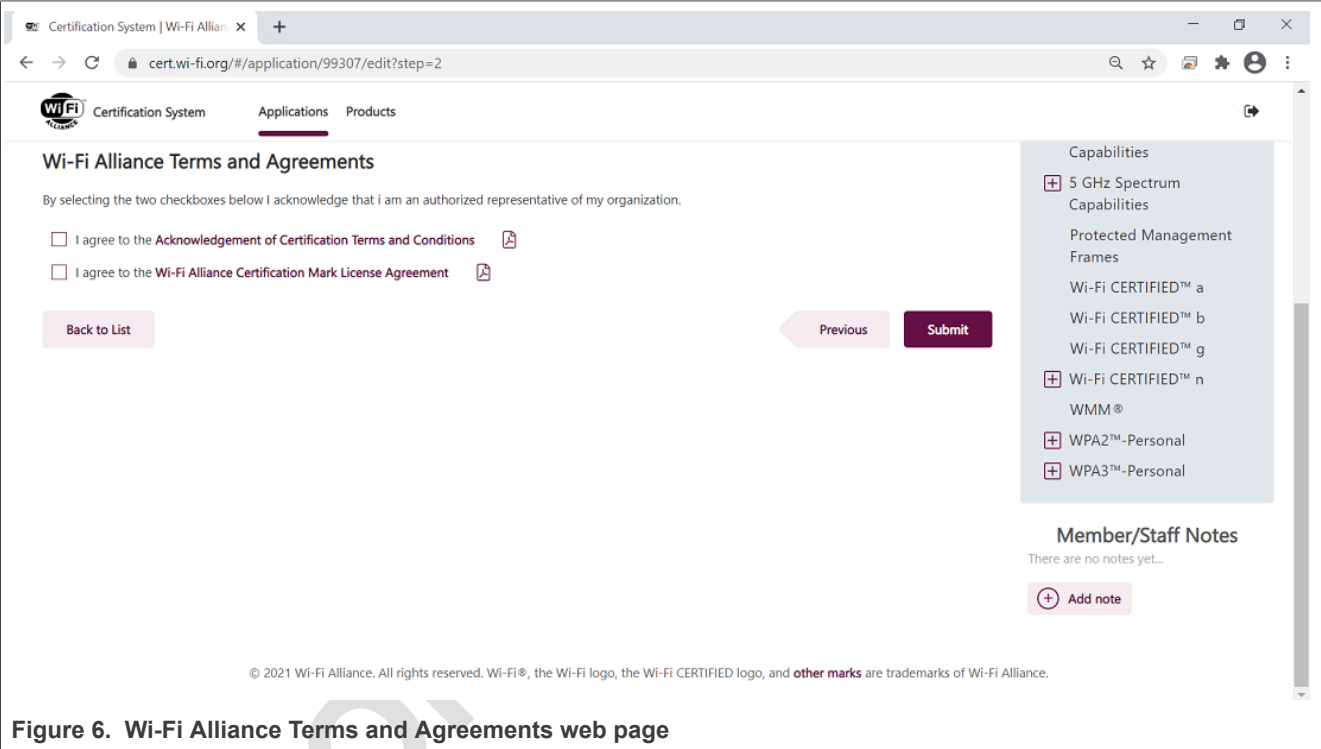 Certification System | Wi-Fi Allian
cert.wi-fi.org/#/application/99307/edit?step=2
Wi Fi
ALLIANCE
Certification System
Applications
Products
Wi-Fi Alliance Terms and Agreements
By selecting the two checkboxes below I acknowledge that i am an authorized representative of my organization.
I agree to the Acknowledgement of Certification Terms and Conditions
I agree to the Wi-Fi Alliance Certification Mark License Agreement
Back to List
Previous
Submit
Capabilities
5 GHz Spectrum
Capabilities
Protected Management
Frames
Wi-Fi CERTIFIED™ a
Wi-Fi CERTIFIED™ b
Wi-Fi CERTIFIED™ g
Wi-Fi CERTIFIED™ n
WMM®
WPA2™-Personal
WPA3™-Personal
Member/Staff Notes
There are no notes yet...
Add note
© 2021 Wi-Fi Alliance. All rights reserved. Wi-Fi®, the Wi-Fi logo, the Wi-Fi CERTIFIED logo, and other marks are trademarks of Wi-Fi Alliance.
Figure 6. Wi-Fi Alliance Terms and Agreements web page